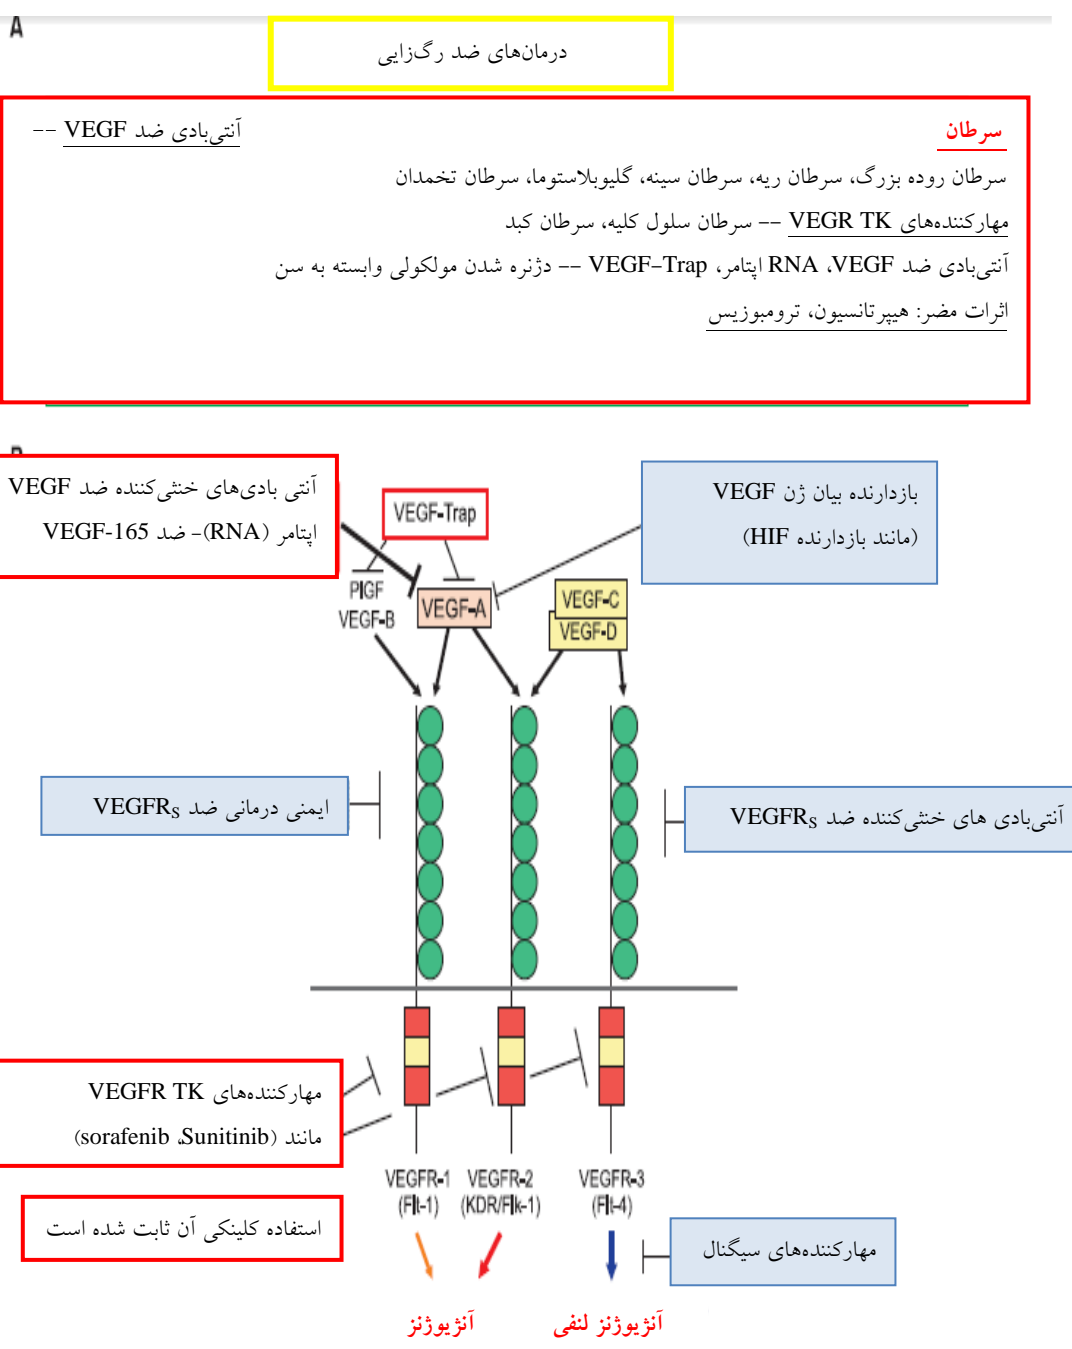 A
درمان‌های ضد رگ‌زایی
سرطان
آنتی‌بادی ضد VEGF --
سرطان روده بزرگ، سرطان ریه، سرطان سینه، گلیوبلاستوما، سرطان تخمدان
مهارکننده‌های VEGR TK -- سرطان سلول کلیه، سرطان کبد
آنتی‌بادی ضد VEGF، RNA اپتامر، VEGF-Trap -- دژنره شدن مولکولی وابسته به سن
اثرات مضر: هیپرتانسیون، ترومبوزیس
آنتی بادی‌های خنثی‌کننده ضد VEGF
اپتامر (RNA)- ضد VEGF-165
VEGF-Trap
بازدارنده بیان ژن VEGF
(مانند بازدارنده HIF)
PlGF
VEGF-B
VEGF-A
VEGF-C
VEGF-D
ایمنی درمانی ضد VEGFRs
آنتی‌بادی های خنثی‌کننده ضد VEGFRs
مهارکننده‌های VEGFR TK
مانند (sorafenib ،Sunitinib)
VEGFR-1
(Flt-1)
VEGFR-2
(KDR/Flk-1)
VEGFR-3
(Flt-4)
استفاده کلینکی آن ثابت شده است
مهارکننده‌های سیگنال
آنژیوژنز
آنژیوژنز لنفی